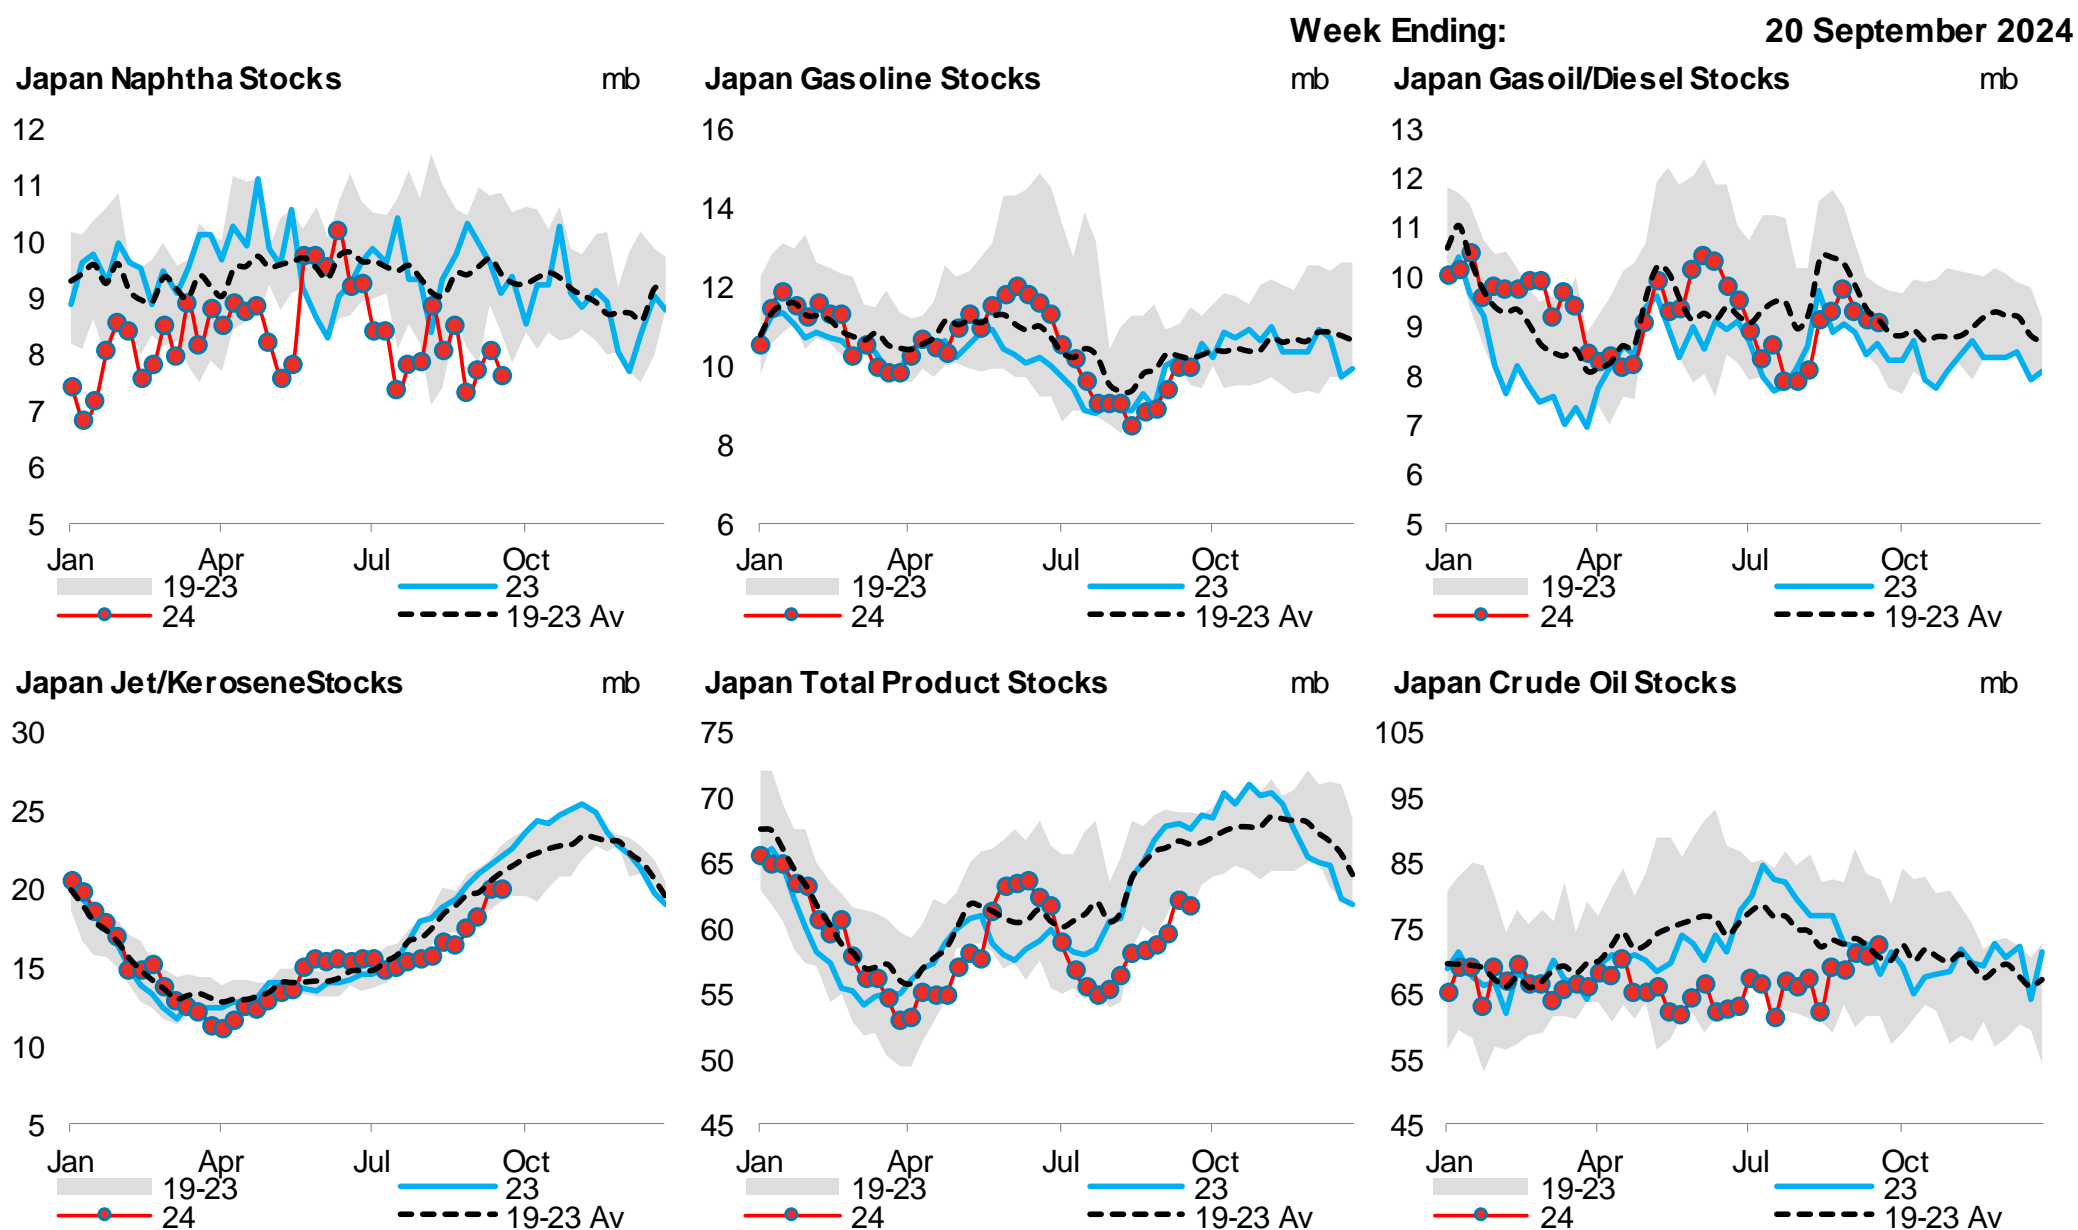 Week Ending: 20 September 2024
Japan Naphtha Stocks mb
12
11
10
9
8
7
6
5
Jan Apr Jul Oct
19-23 23
24 19-23 Av
Japan Gasoline Stocks mb
16
14
12
10
8
6
Jan Apr Jul Oct
19-23 23
24 19-23 Av
Japan Gasoil/Diesel Stocks mb
13
12
11
10
9
8
7
6
5
Jan Apr Jul Oct
19-23 23
24 19-23 Av
Japan Jet/Kerosene Stocks mb
30
25
20
15
10
5
Jan Apr Jul Oct
19-23 23
24 19-23 Av
Japan Total Product Stocks mb
75
70
65
60
55
50
45
Jan Apr Jul Oct
19-23 23
24 19-23 Av
Japan Crude Oil Stocks mb
105
95
85
75
65
55
45
Jan Apr Jul Oct
19-23 23
24 19-23 Av